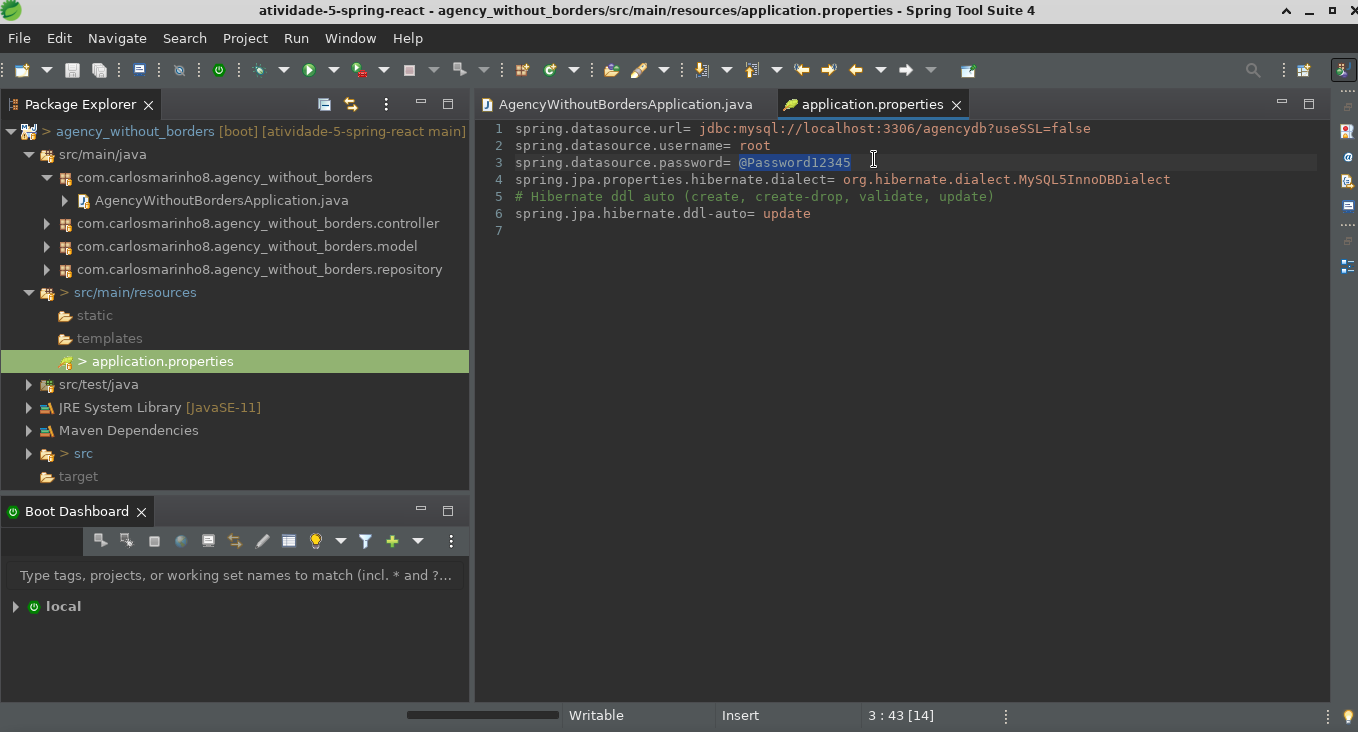 atividade-5-spring-react - agency_without_borders/src/main/resources/application.properties - Spring Tool Suite 4
File Edit Navigate Search Project Run Window Help
Package Explorer
> agency_without_borders [boot] [atividade-5-spring-react main]
src/main/java
com.carlosmarinho8.agency_without_borders
AgencyWithoutBordersApplication.java
com.carlosmarinho8.agency_without_borders.controller
com.carlosmarinho8.agency_without_borders.model
com.carlosmarinho8.agency_without_borders.repository
> src/main/resources
static
templates
> application.properties
src/test/java
JRE System Library [JavaSE-11]
Maven Dependencies
> src
target
Boot Dashboard
Type tags, projects, or working set names to match (incl. * and ?...
local
AgencyWithoutBordersApplication.java application.properties
1 spring.datasource.url= jdbc:mysql://localhost:3306/agencydb?useSSL=false
2 spring.datasource.username= root
3 spring.datasource.password= @Password12345
4 spring.jpa.properties.hibernate.dialect= org.hibernate.dialect.MySQL5InnoDBDialect
5 # Hibernate ddl auto (create, create-drop, validate, update)
6 spring.jpa.hibernate.ddl-auto= update
7
Writable Insert 3 : 43 [14]